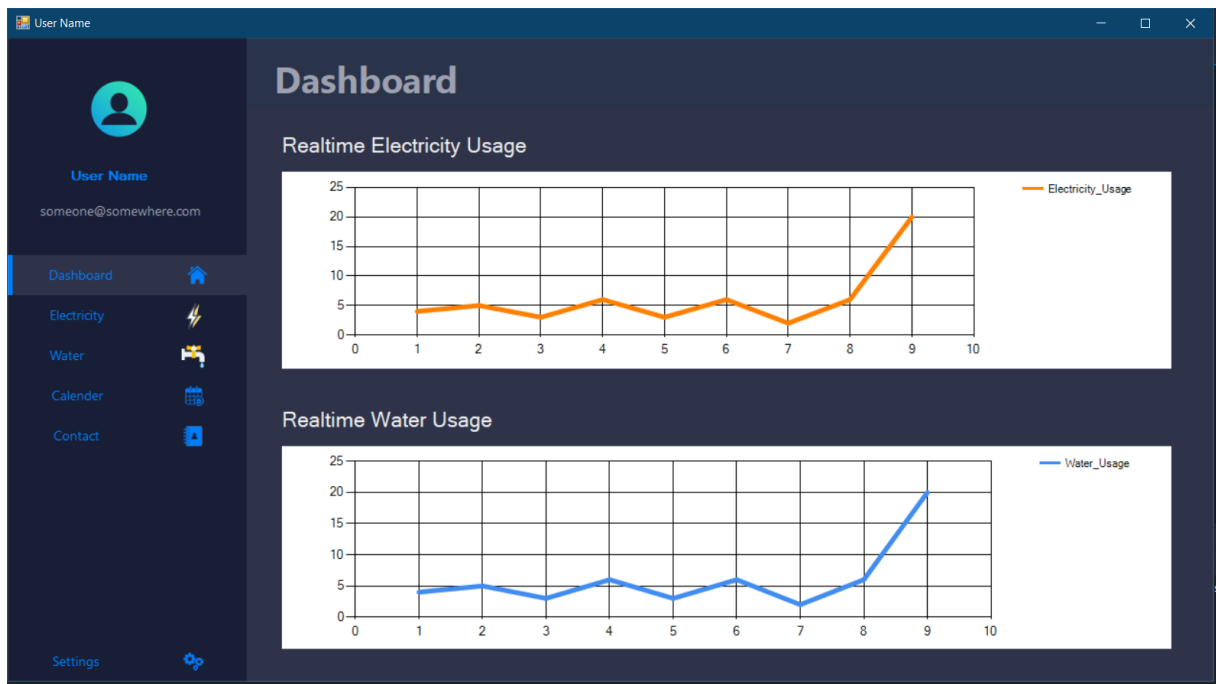 User Name
User Name
someone@somewhere.com
Dashboard
Electricity
Water
Calender
Contact
Settings
Dashboard
Realtime Electricity Usage
25
20
15
10
5
0
0 1 2 3 4 5 6 7 8 9 10
Electricity_Usage
Realtime Water Usage
25
20
15
10
5
0
0 1 2 3 4 5 6 7 8 9 10
Water_Usage